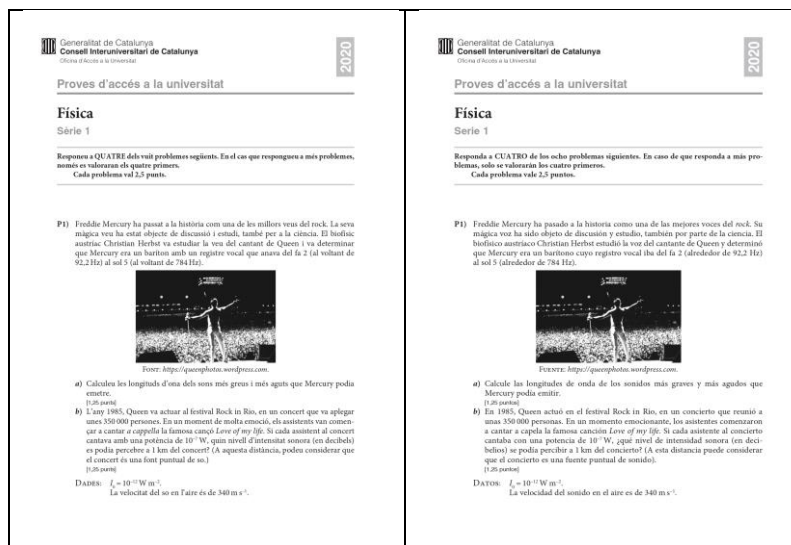 Generalitat de Catalunya
Consell Interuniversitari de Catalunya
Oficina d'Accés a la Universitat
2020
Proves d'accés a la universitat
Física
Sèrie 1
Responeu a QUATRE dels vuit problemes següents. En el cas que respongueu a més problemes,
només es valoraran els quatre primers.
Cada problema val 2,5 punts.
P1) Freddie Mercury ha passat a la història com una de les millors veus del rock. La seva
màgica veu ha estat objecte de discussió i estudi, també per a la ciència. El biofísic
austríac Christian Herbst va estudiar la veu del cantant de Queen i va determinar
que Mercury era un baríton amb un registre vocal que anava del fa 2 (al voltant de
92,2 Hz) al sol 5 (al voltant de 784 Hz).
FONT: https://queenphotos.wordpress.com.
a) Calculeu les longituds d'ona dels sons més greus i més aguts que Mercury podia
emetre.
[1,25 punts]
b) L'any 1985, Queen va actuar al festival Rock in Rio, en un concert que va aplegar
unes 350 000 persones. En un moment de molta emoció, els assistents van comen-
çar a cantar a cappella la famosa cançó Love of my life. Si cada assistent al concert
cantava amb una potència de 10⁻⁷ W, quin nivell d'intensitat sonora (en decibels)
es podia percebre a 1 km del concert? (A aquesta distància, podeu considerar que
el concert és una font puntual de so.)
[1,25 punts]
DADES: I₀ = 10⁻¹² W m⁻².
La velocitat del so en l'aire és de 340 m s⁻¹.
Generalitat de Catalunya
Consell Interuniversitari de Catalunya
Oficina d'Accés a la Universitat
2020
Proves d'accés a la universitat
Física
Serie 1
Responda a CUATRO de los ocho problemas siguientes. En caso de que responda a más pro-
blemas, solo se valorarán los cuatro primeros.
Cada problema vale 2,5 puntos.
P1) Freddie Mercury ha pasado a la historia como una de las mejores voces del rock. Su
mágica voz ha sido objeto de discusión y estudio, también por parte de la ciencia. El
biofísico austríaco Christian Herbst estudió la voz del cantante de Queen y determinó
que Mercury era un barítono cuyo registro vocal iba del fa 2 (alrededor de 92,2 Hz)
al sol 5 (alrededor de 784 Hz).
FUENTE: https://queenphotos.wordpress.com.
a) Calcule las longitudes de onda de los sonidos más graves y más agudos que
Mercury podía emitir.
[1,25 puntos]
b) En 1985, Queen actuó en el festival Rock in Rio, en un concierto que reunió a
unas 350 000 personas. En un momento emocionante, los asistentes comenzaron
a cantar a capela la famosa canción Love of my life. Si cada asistente al concierto
cantaba con una potencia de 10⁻⁷ W, ¿qué nivel de intensidad sonora (en deci-
belios) se podía percibir a 1 km del concierto? (A esta distancia puede considerar
que el concierto es una fuente puntual de sonido).
[1,25 puntos]
DATOS: I₀ = 10⁻¹² W m⁻².
La velocidad del sonido en el aire es de 340 m s⁻¹.